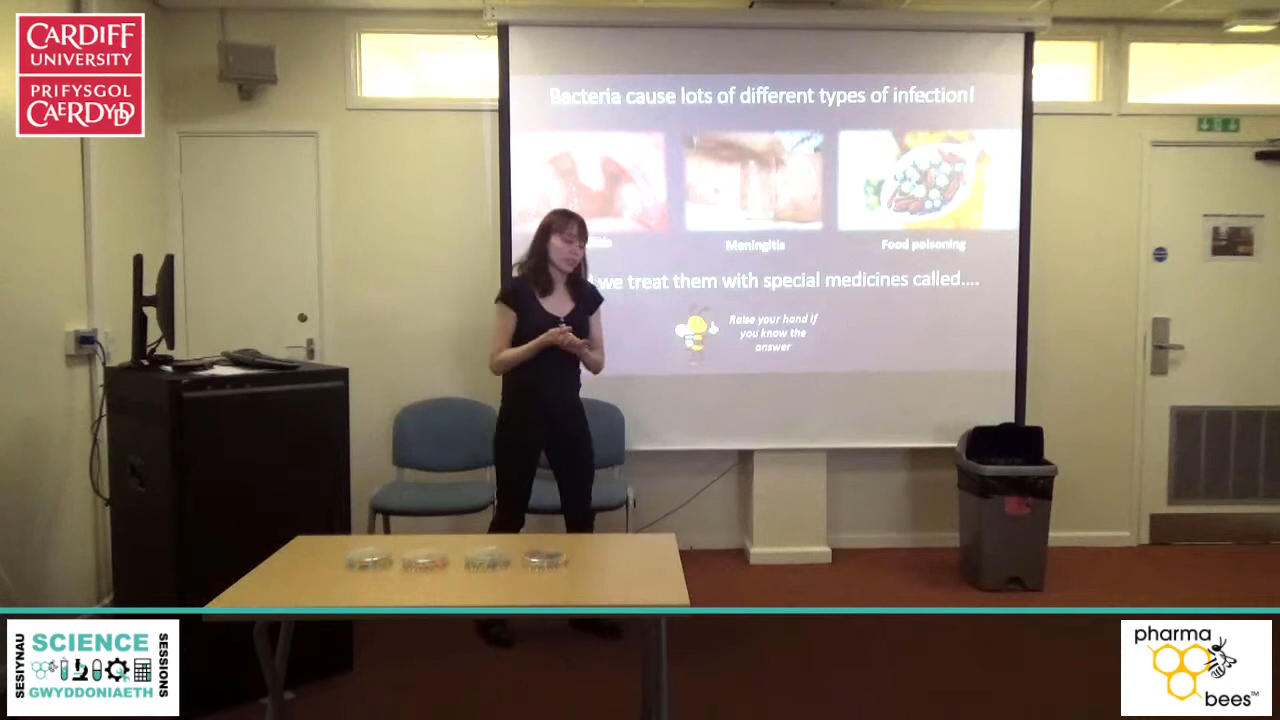 CARDIFF
UNIVERSITY
PRIFYSGOL
CAERDYDD
Bacteria cause lots of different types of infection!
Meningitis
Food poisoning
we treat them with special medicines called....
Raise your hand if
you know the
answer
SESIYNAU
SCIENCE
GWYDDONIAETH
SESSIONS
pharma
bees™